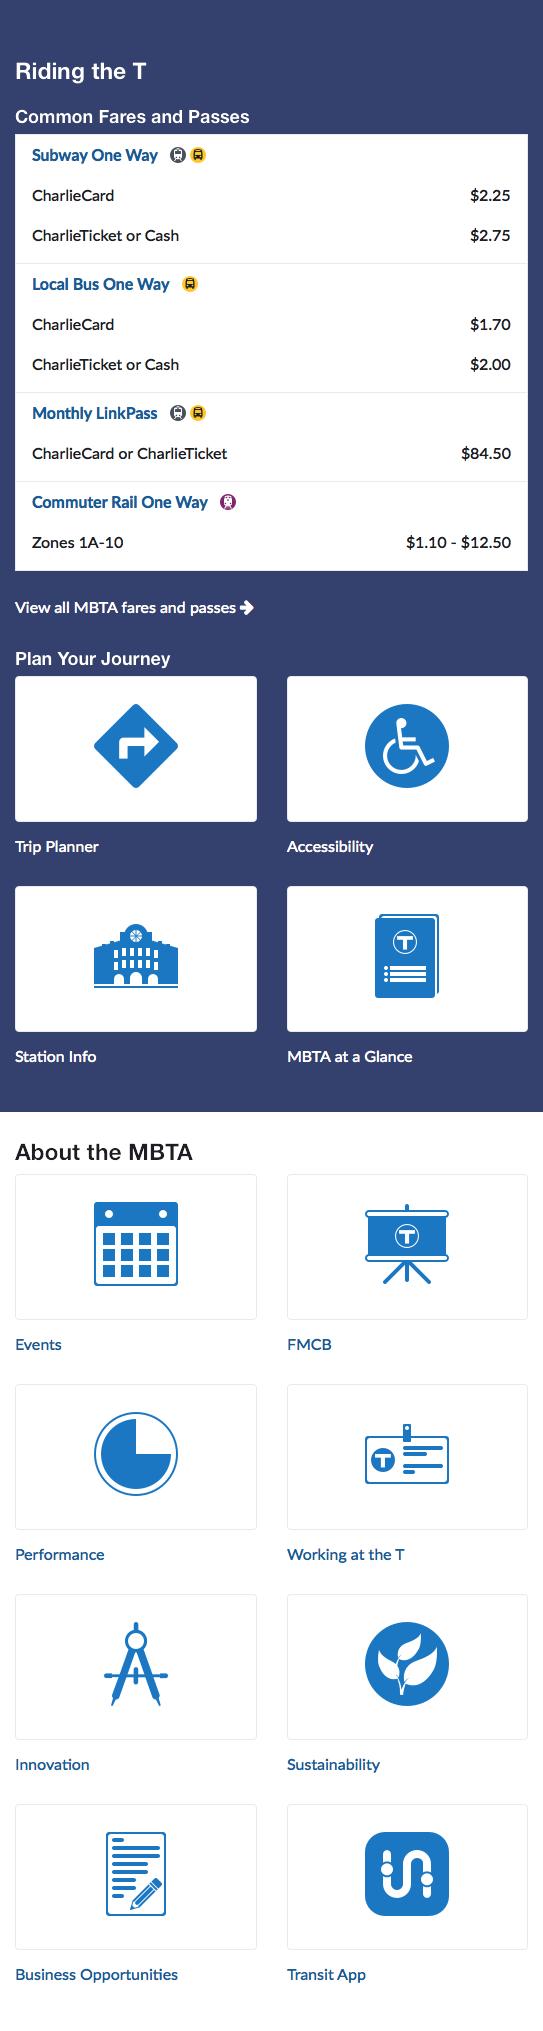 Riding the T
Common Fares and Passes
Subway One Way
CharlieCard $2.25
CharlieTicket or Cash $2.75
Local Bus One Way
CharlieCard $1.70
CharlieTicket or Cash $2.00
Monthly LinkPass
CharlieCard or CharlieTicket $84.50
Commuter Rail One Way
Zones 1A-10 $1.10 - $12.50
View all MBTA fares and passes
Plan Your Journey
Trip Planner
Accessibility
T
Station Info
MBTA at a Glance
About the MBTA
T
Events
FMCB
T
Performance
Working at the T
Innovation
Sustainability
Business Opportunities
Transit App